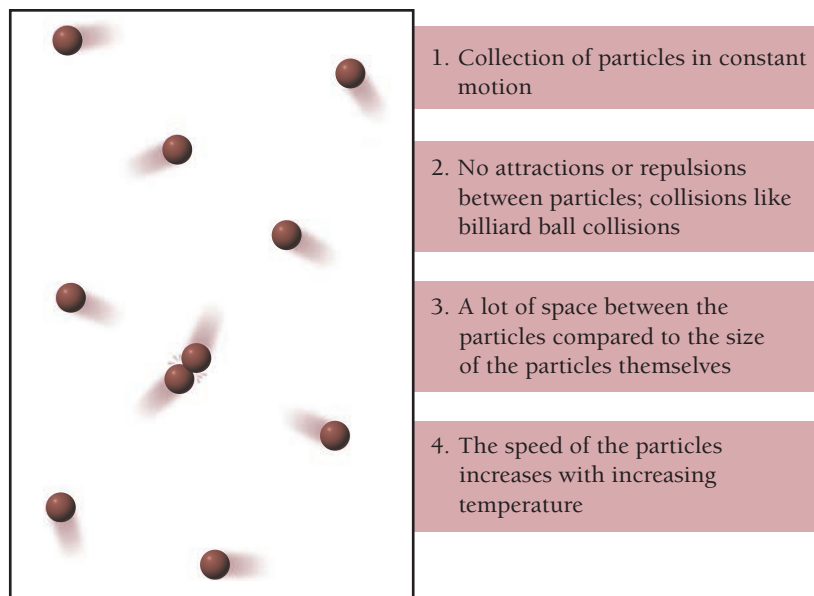 1. Collection of particles in constant
motion
2. No attractions or repulsions
between particles; collisions like
billiard ball collisions
3. A lot of space between the
particles compared to the size
of the particles themselves
4. The speed of the particles
increases with increasing
temperature